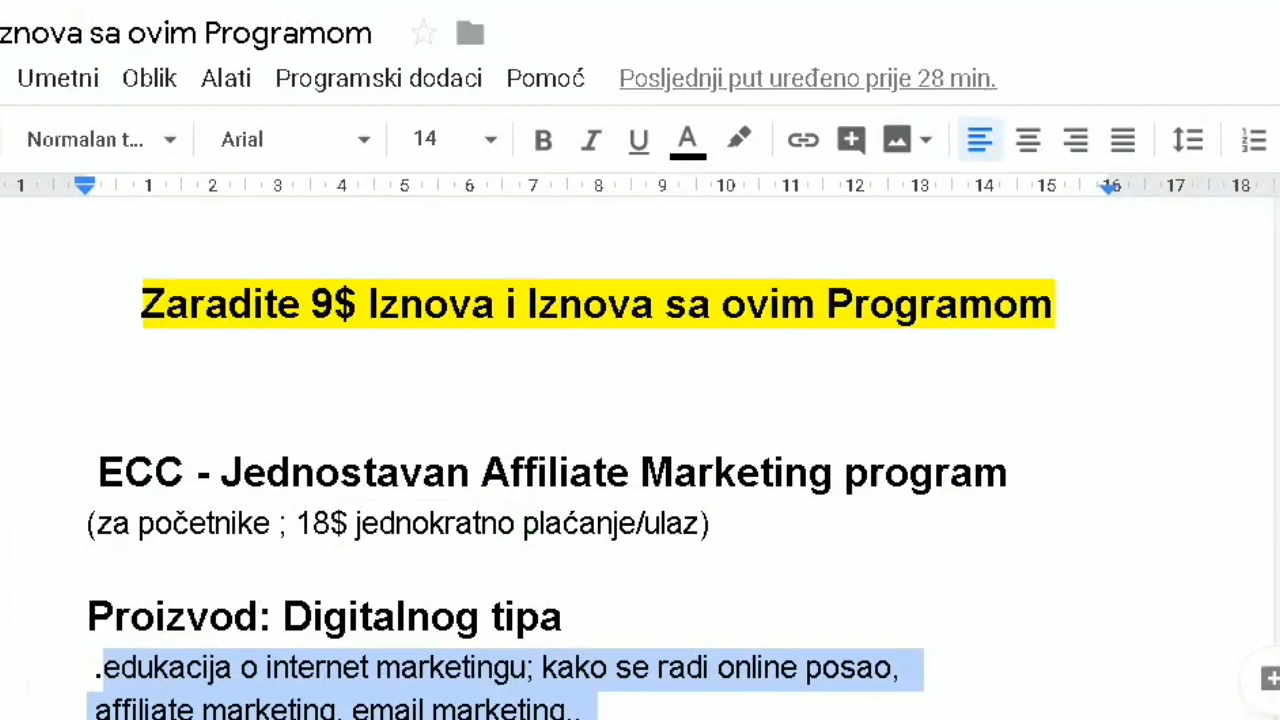 znova sa ovim Programom
Umetni Oblik Alati Programski dodaci Pomoć Posljednji put uređeno prije 28 min.
Normalan t... Arial 14 B I U A
1 1 2 3 4 5 6 7 8 9 10 11 12 13 14 15 16 17 18
Zaradite 9$ Iznova i Iznova sa ovim Programom
ECC - Jednostavan Affiliate Marketing program
(za početnike ; 18$ jednokratno plaćanje/ulaz)
Proizvod: Digitalnog tipa
.edukacija o internet marketingu; kako se radi online posao,
affiliate marketing, email marketing..